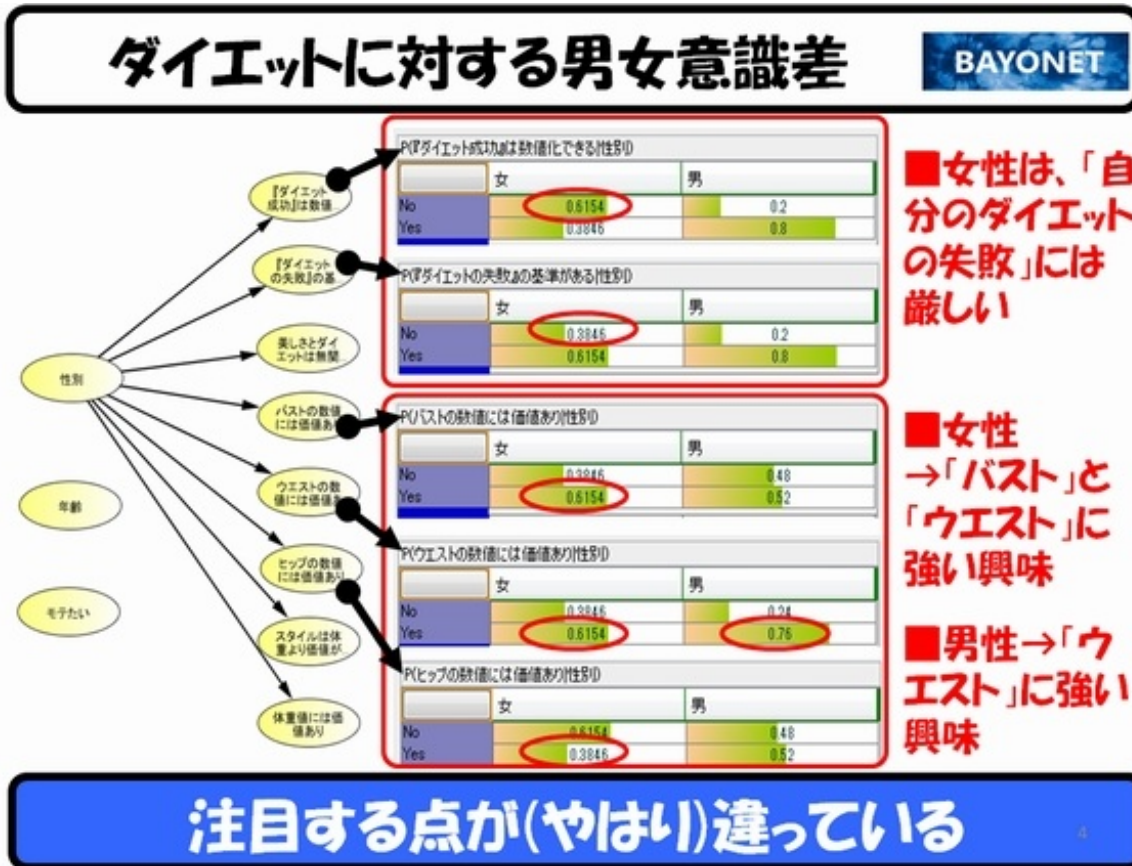 ダイエットに対する男女意識差
BAYONET
『ダイエット
成功』は数値
『ダイエット
の失敗』の基
美しさとダイ
エットは無関...
性別
バストの数値
には価値あ
ウエストの数
値には価値あ
年齢
ヒップの数値
には価値あり
モテたい
スタイルは体
重より価値が
体重値には価
値あり
P(『ダイエット成功』は数値化できる|性別)
女 男
No 0.6154 0.2
Yes 0.3846 0.8
P(『ダイエットの失敗』の基準がある|性別)
女 男
No 0.3846 0.2
Yes 0.6154 0.8
P(バストの数値には価値あり|性別)
女 男
No 0.3846 0.48
Yes 0.6154 0.52
P(ウエストの数値には価値あり|性別)
女 男
No 0.3846 0.24
Yes 0.6154 0.76
P(ヒップの数値には価値あり|性別)
女 男
No 0.6154 0.48
Yes 0.3846 0.52
■女性は、「自
分のダイエット
の失敗」には
厳しい
■女性
→「バスト」と
「ウエスト」に
強い興味
■男性→「ウ
エスト」に強い
興味
注目する点が(やはり)違っている
4